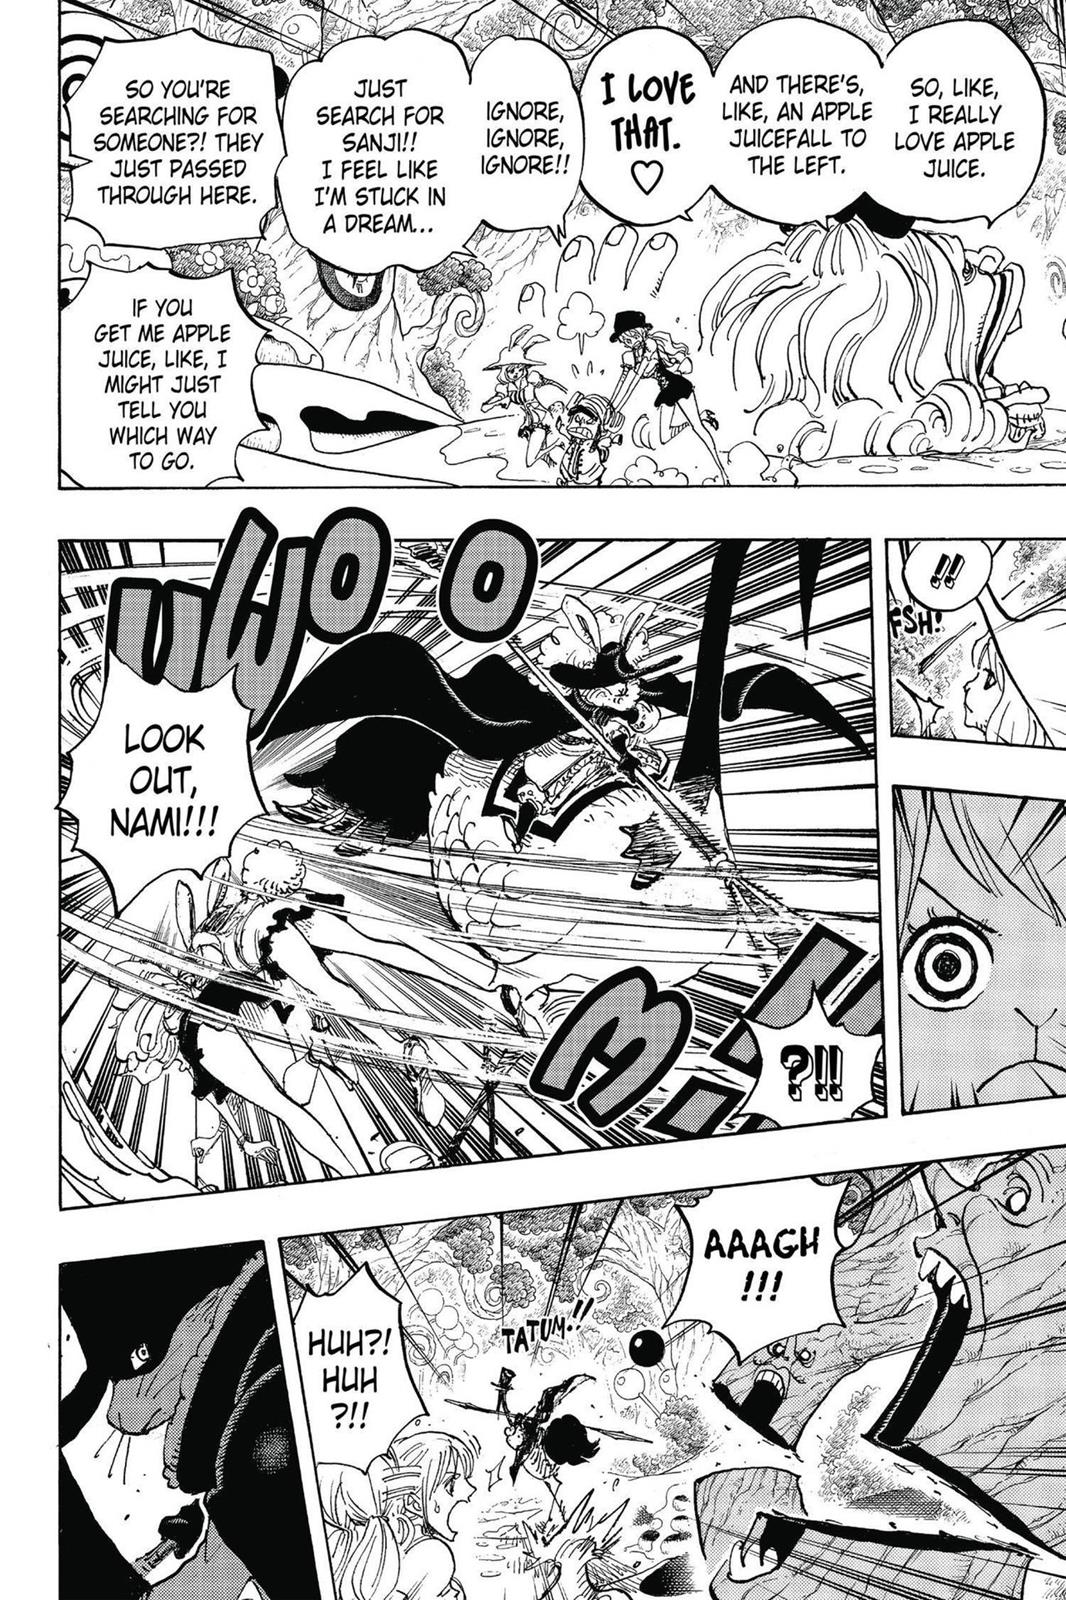 SO, LIKE,
I REALLY
LOVE APPLE
JUICE.
AND THERE'S,
LIKE, AN APPLE
JUICEFALL TO
THE LEFT.
I LOVE
THAT.
♡
IGNORE,
IGNORE,
IGNORE!!
JUST
SEARCH FOR
SANJI!!
I FEEL LIKE
I'M STUCK IN
A DREAM...
SO YOU'RE
SEARCHING FOR
SOMEONE?! THEY
JUST PASSED
THROUGH HERE.
IF YOU
GET ME APPLE
JUICE, LIKE, I
MIGHT JUST
TELL YOU
WHICH WAY
TO GO.
!!
FSH!
?!!
UWOO
LOOK
OUT,
NAMI!!!
AAAGH
!!!
TATUM!!
HUH?!
HUH
?!!